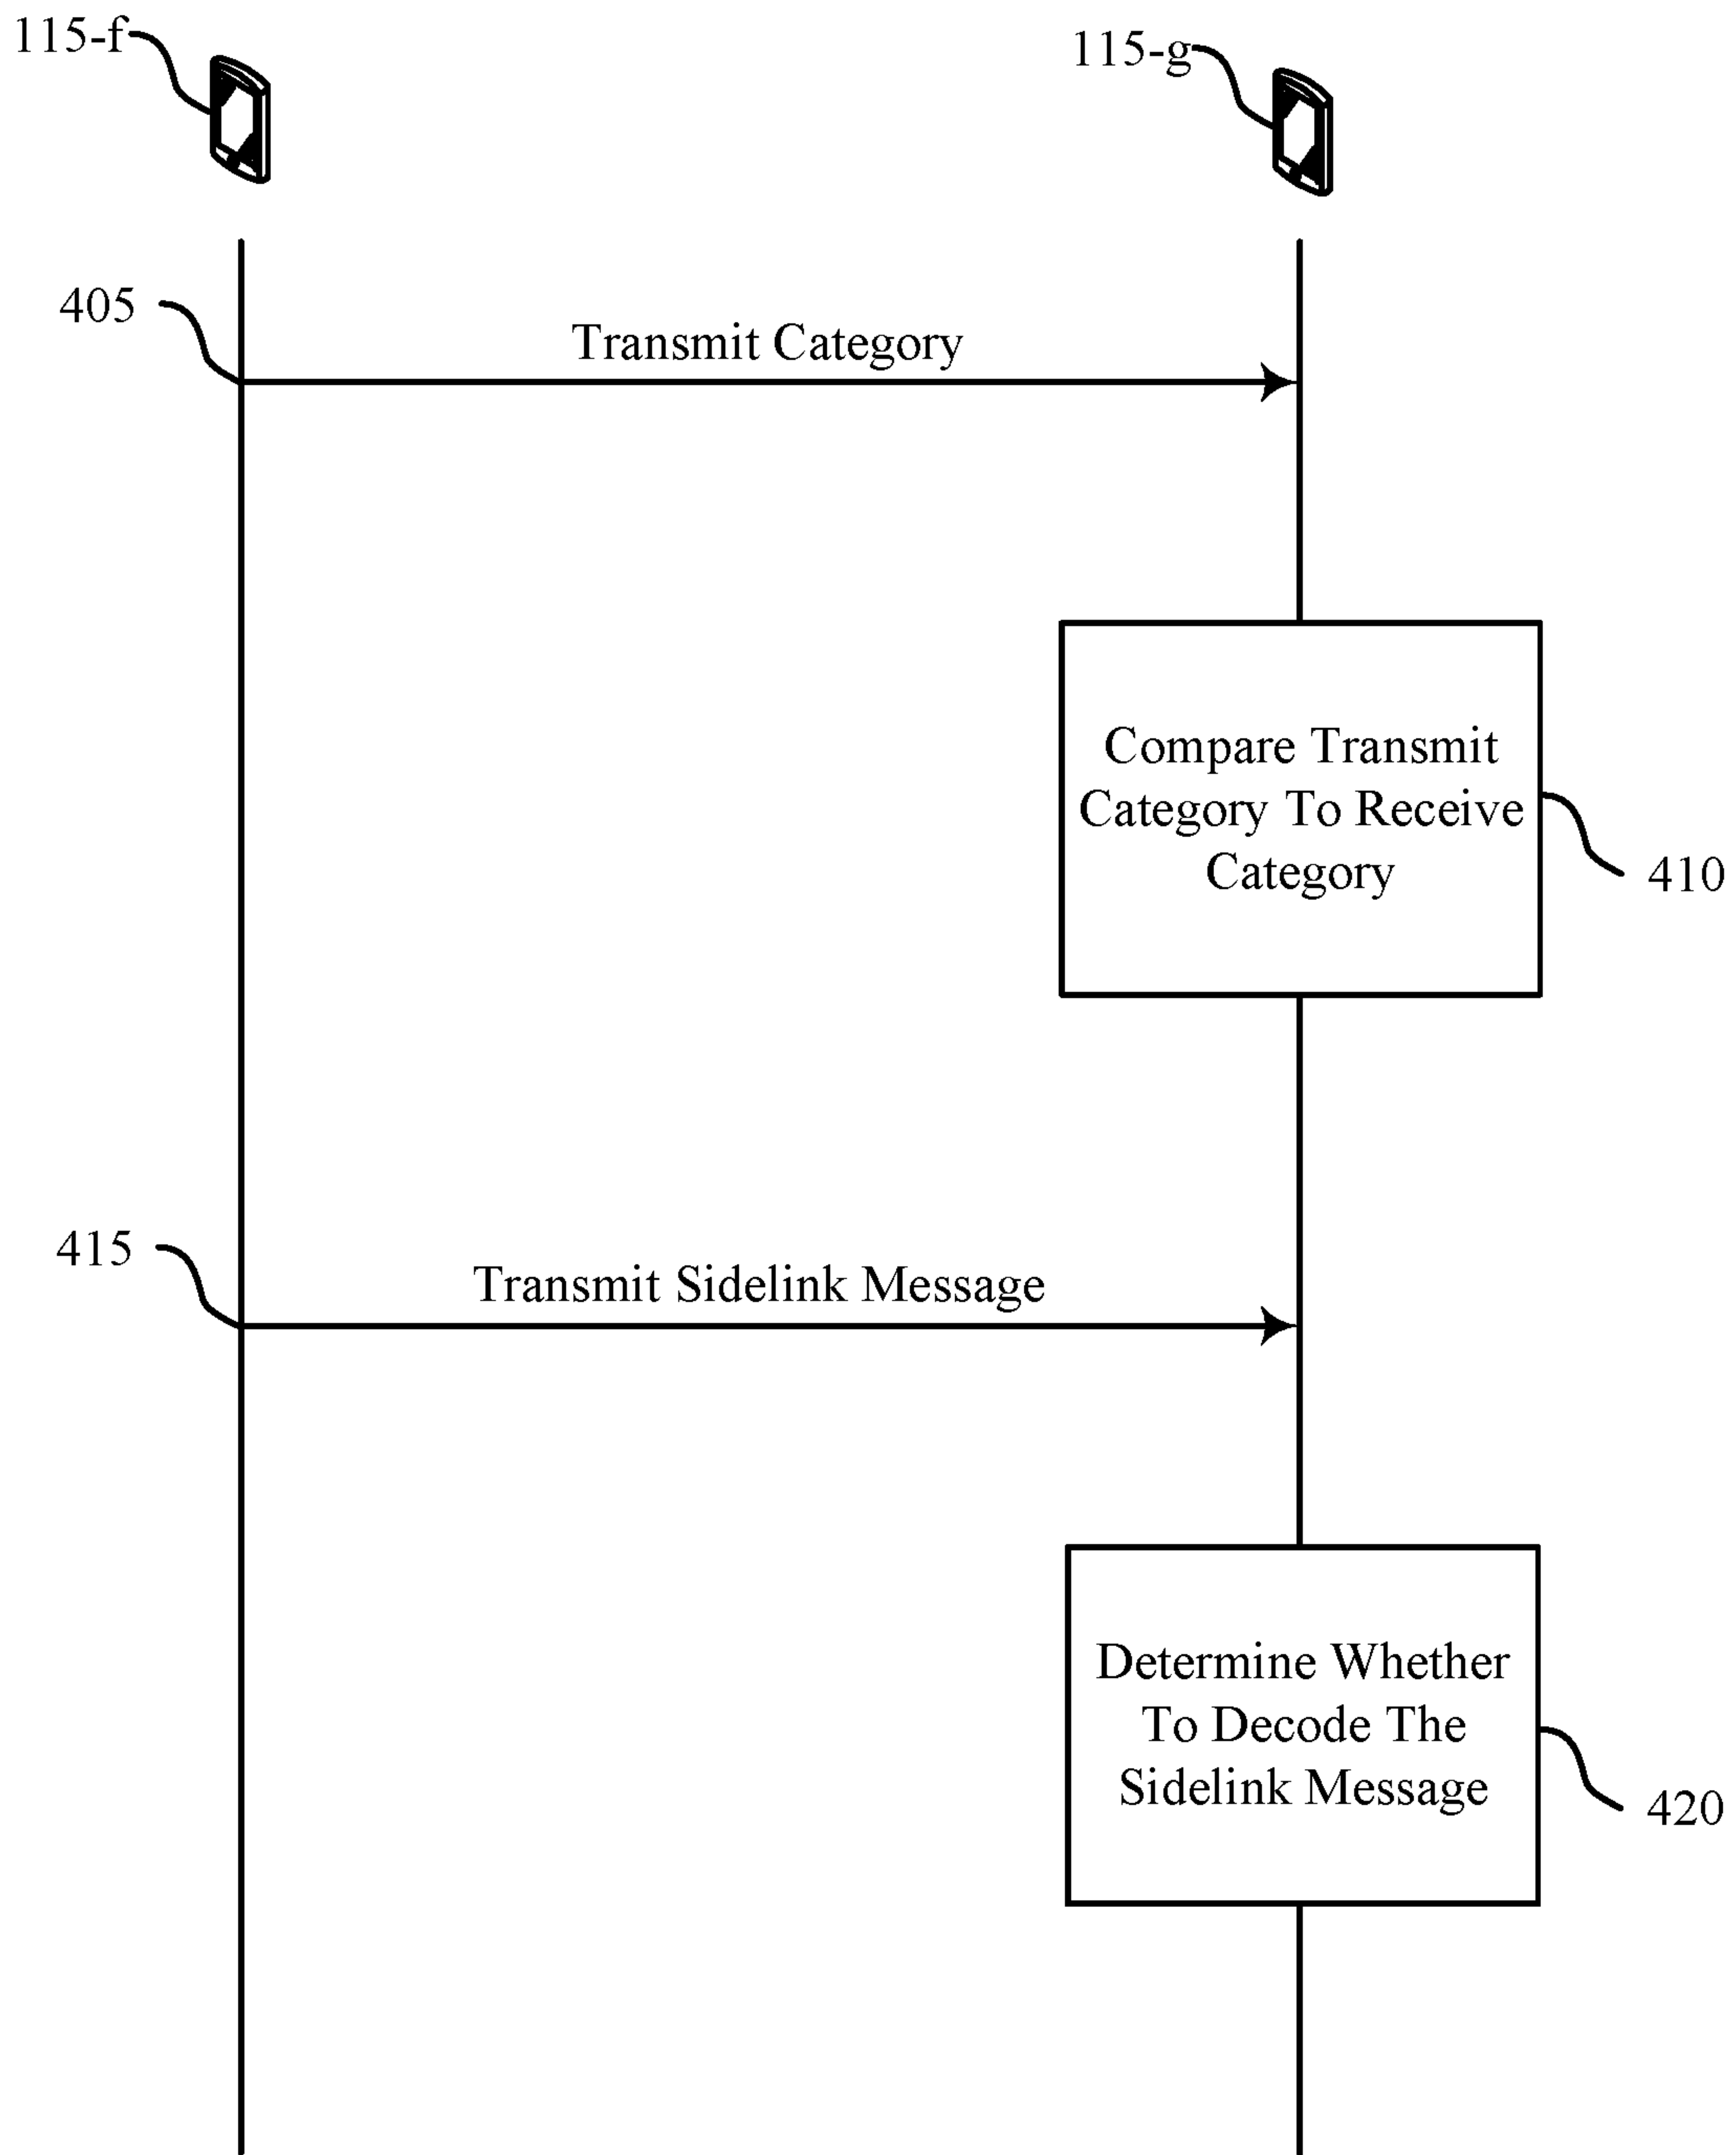 115-f
115-g
405
Transmit Category
Compare Transmit
Category To Receive
Category
410
415
Transmit Sidelink Message
Determine Whether
To Decode The
Sidelink Message
420